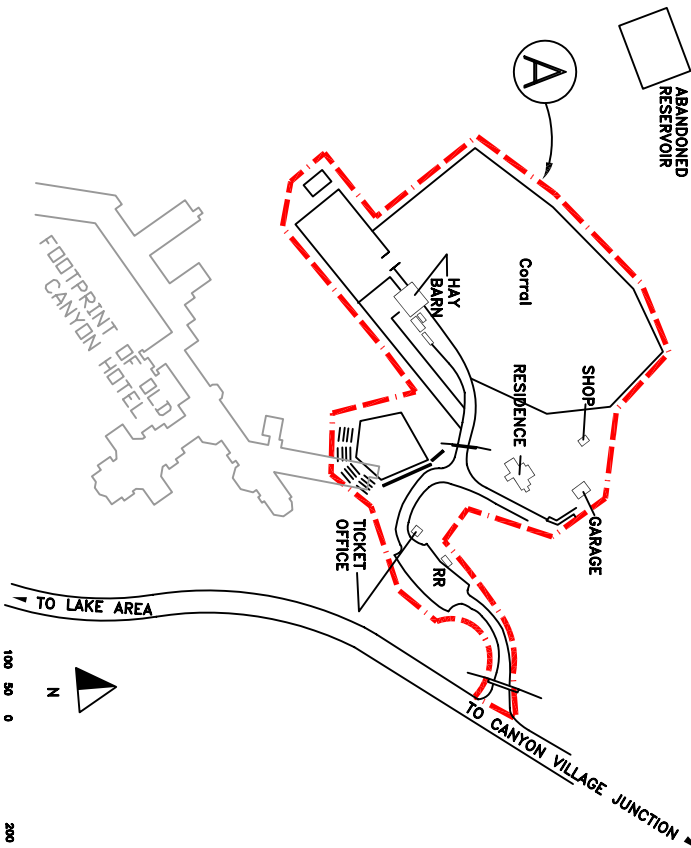 ABANDONED
RESERVOIR
A
Corral
HAY
BARN
SHOP
RESIDENCE
FOOTPRINT OF OLD
CANYON HOTEL
GARAGE
TICKET
OFFICE
RR
TO LAKE AREA
TO CANYON VILLAGE JUNCTION
N
100 50 0 200